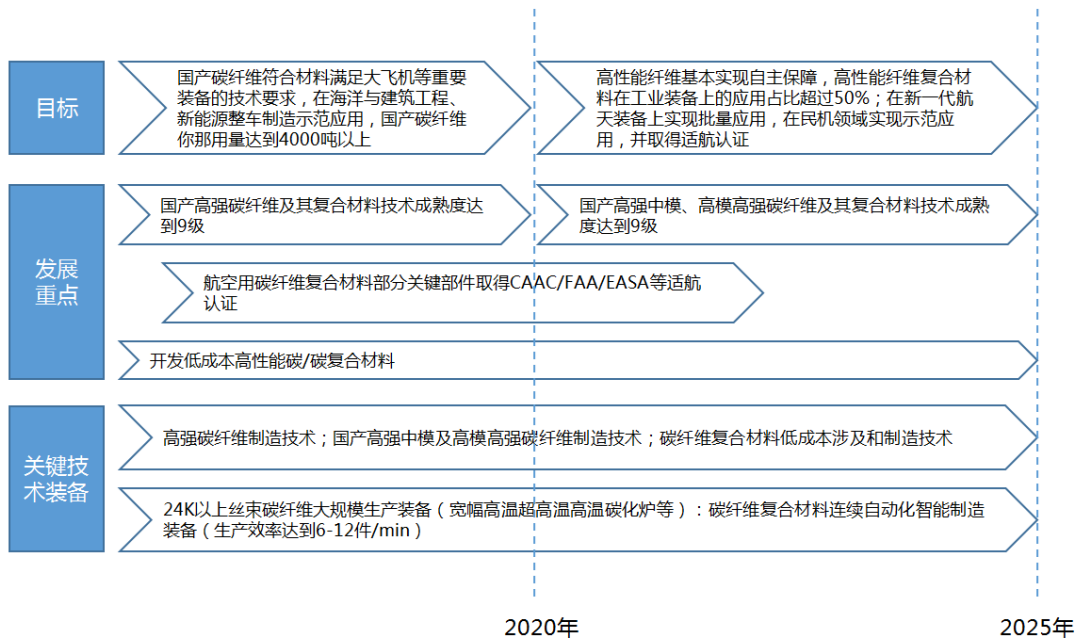 目标
国产碳纤维符合材料满足大飞机等重要
装备的技术要求，在海洋与建筑工程、
新能源整车制造示范应用，国产碳纤维
你那用量达到4000吨以上
高性能纤维基本实现自主保障，高性能纤维复合材
料在工业装备上的应用占比超过50%；在新一代航
天装备上实现批量应用，在民机领域实现示范应
用，并取得适航认证
发展
重点
国产高强碳纤维及其复合材料技术成熟度达
到9级
国产高强中模、高模高强碳纤维及其复合材料技术成熟
度达到9级
航空用碳纤维复合材料部分关键部件取得CAAC/FAA/EASA等适航
认证
开发低成本高性能碳/碳复合材料
关键技
术装备
高强碳纤维制造技术；国产高强中模及高模高强碳纤维制造技术；碳纤维复合材料低成本涉及和制造技术
24K以上丝束碳纤维大规模生产装备（宽幅高温超高温高温碳化炉等）：碳纤维复合材料连续自动化智能制造
装备（生产效率达到6-12件/min）
2020年
2025年